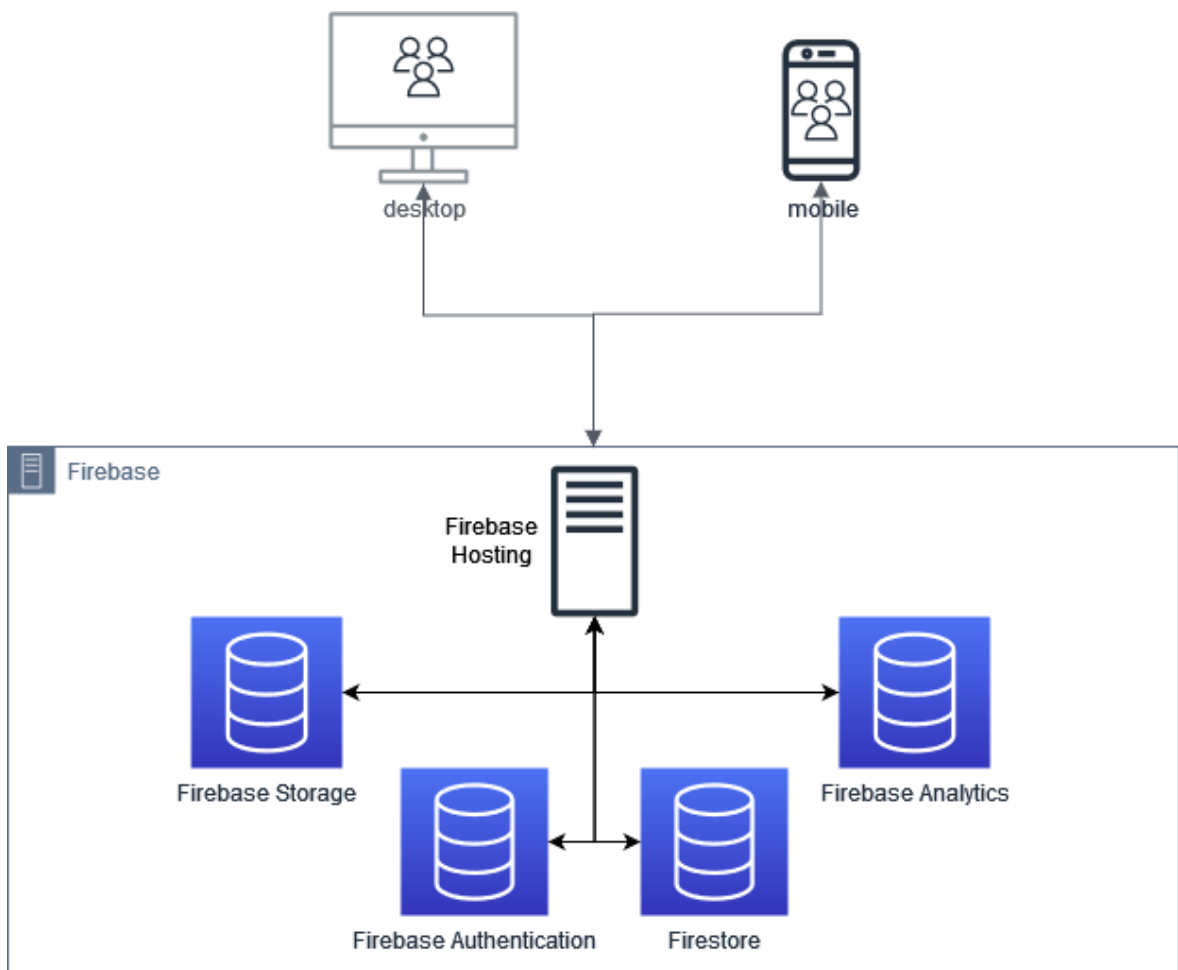 desktop
mobile
Firebase
Firebase
Hosting
Firebase Storage
Firebase Analytics
Firebase Authentication
Firestore